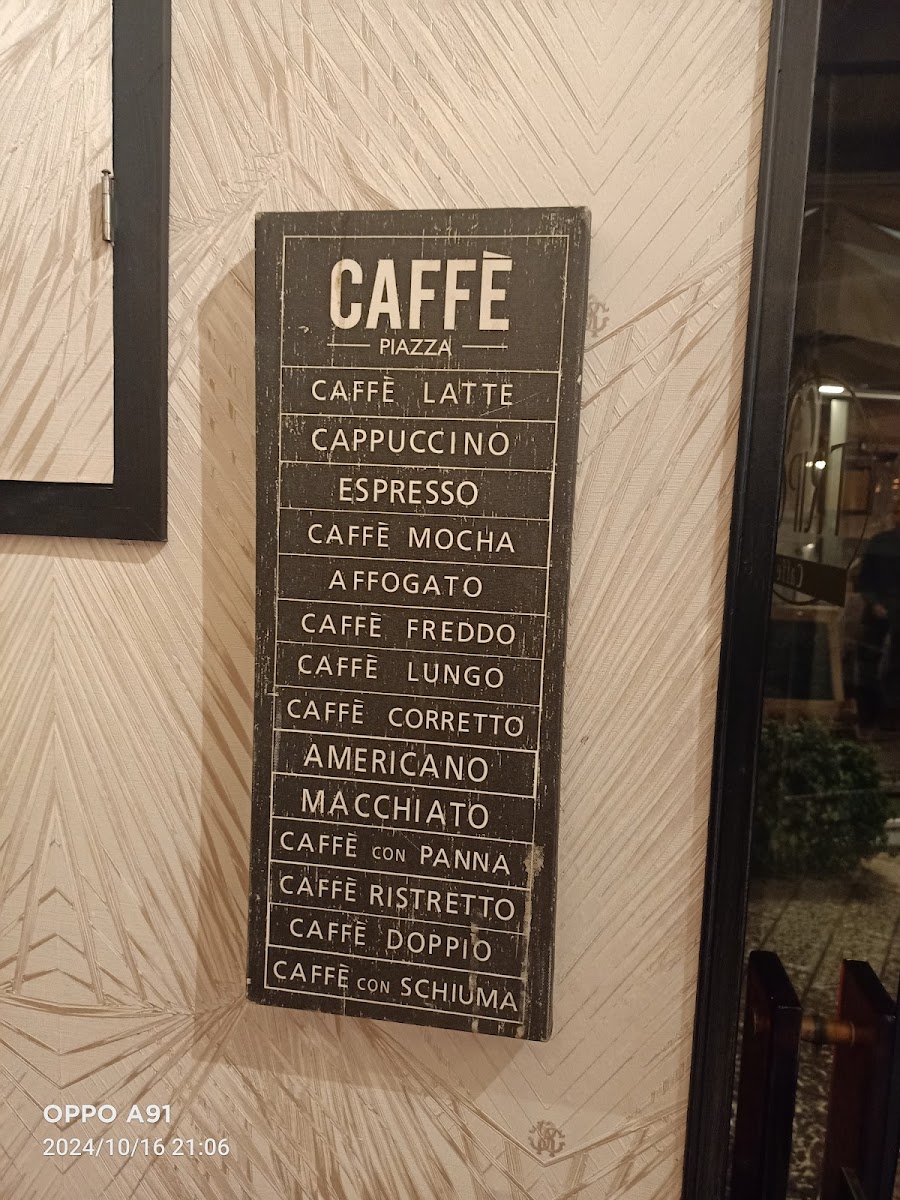 CAFFÈ
PIAZZA
CAFFÈ LATTE
CAPPUCCINO
ESPRESSO
CAFFÈ MOCHA
AFFOGATO
CAFFÈ FREDDO
CAFFÈ LUNGO
CAFFÈ CORRETTO
AMERICANO
MACCHIATO
CAFFÈ CON PANNA
CAFFÈ RISTRETTO
CAFFÈ DOPPIO
CAFFÈ CON SCHIUMA
OPPO A91
2024/10/16 21:06